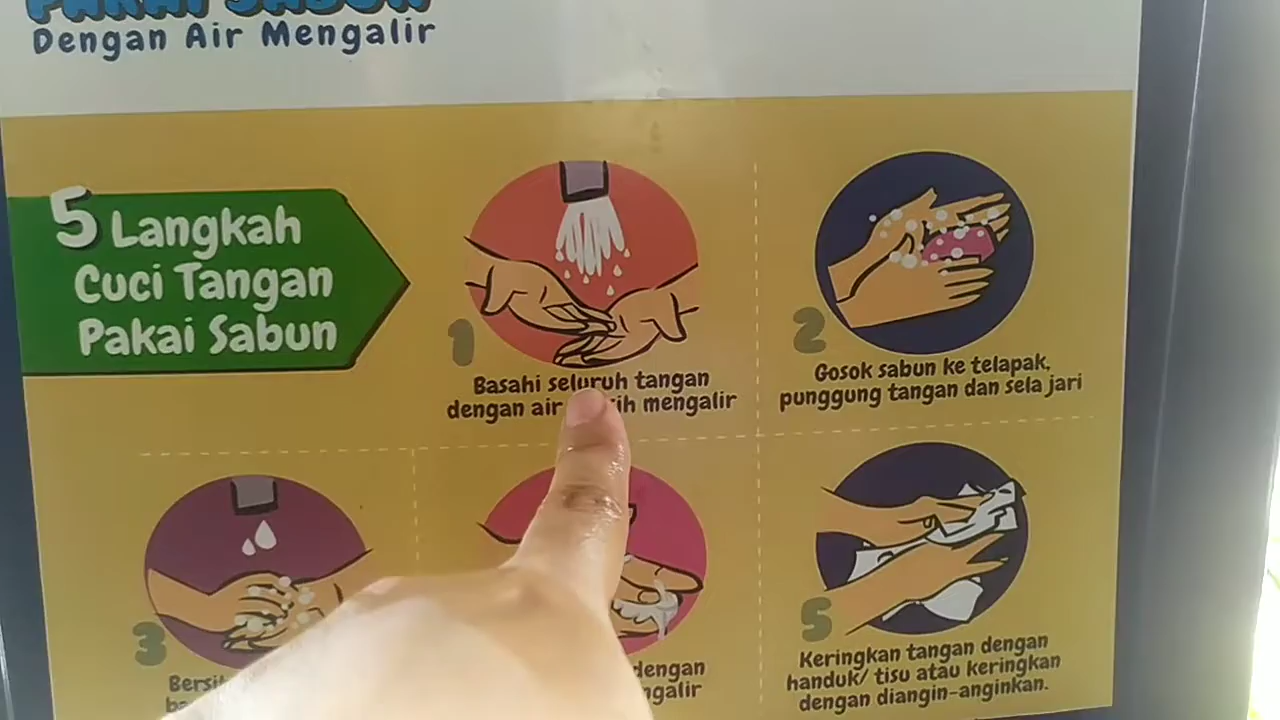 PAKAI SABUN
Dengan Air Mengalir
5 Langkah
Cuci Tangan
Pakai Sabun
1
Basahi seluruh tangan
dengan air mengalir
2
Gosok sabun ke telapak,
punggung tangan dan sela jari
3
dengan
5
Keringkan tangan dengan
handuk/ tisu atau keringkan
dengan diangin-anginkan.